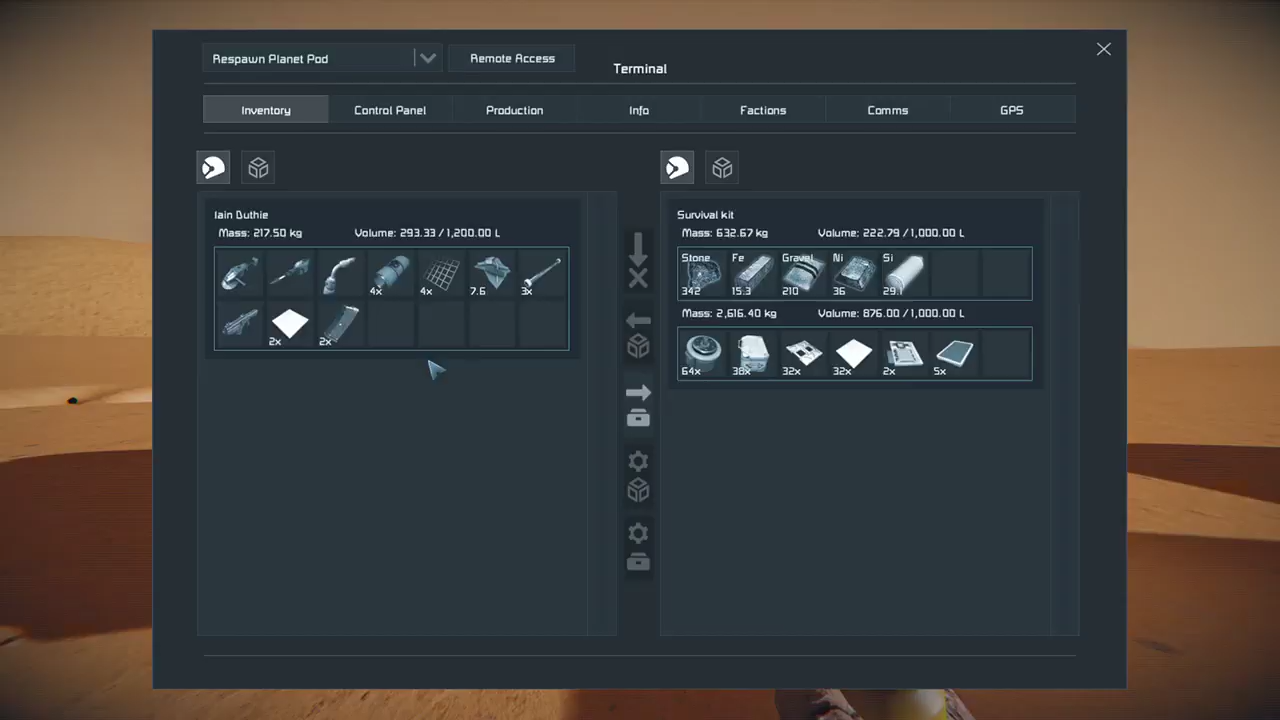 Respawn Planet Pod
Remote Access
Terminal
Inventory
Control Panel
Production
Info
Factions
Comms
GPS
Iain Duthie
Mass: 217.50 kg
Volume: 293.33 / 1,200.00 L
4x
4x
7.6
3x
2x
2x
Survival kit
Mass: 632.67 kg
Volume: 222.79 / 1,000.00 L
Stone
Fe
Gravel
Ni
Si
342
15.3
210
36
29.1
Mass: 2,616.40 kg
Volume: 876.00 / 1,000.00 L
64x
38x
32x
32x
2x
5x